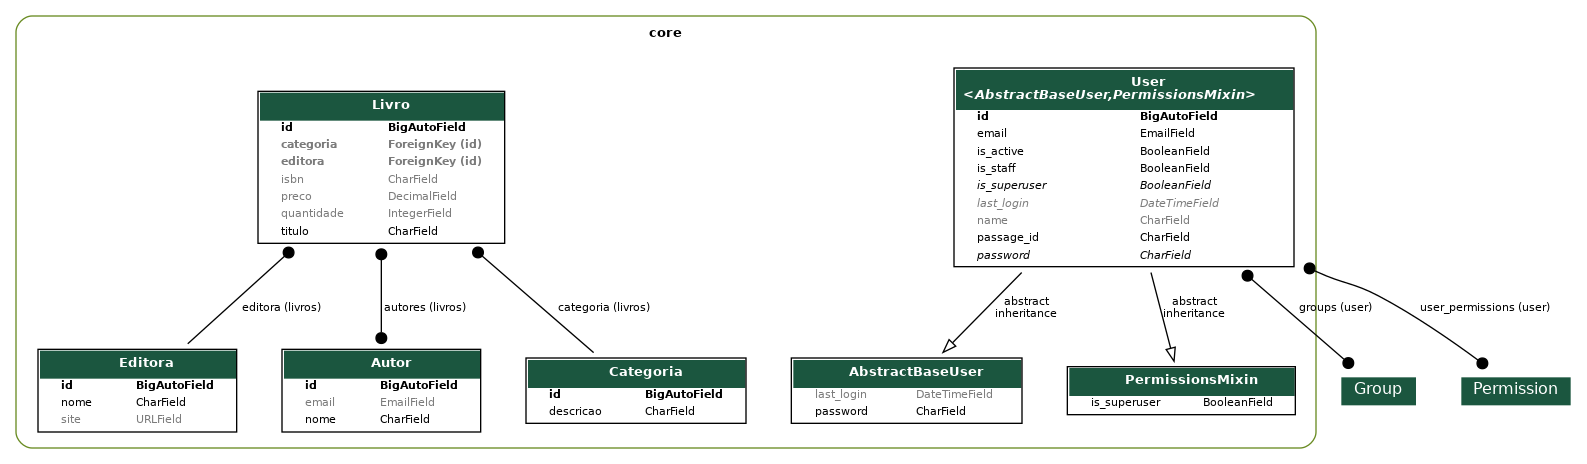 core
Livro
id BigAutoField
categoria ForeignKey (id)
editora ForeignKey (id)
isbn CharField
preco DecimalField
quantidade IntegerField
titulo CharField
User
<AbstractBaseUser,PermissionsMixin>
id BigAutoField
email EmailField
is_active BooleanField
is_staff BooleanField
is_superuser BooleanField
last_login DateTimeField
name CharField
passage_id CharField
password CharField
editora (livros)
autores (livros)
categoria (livros)
abstract
inheritance
abstract
inheritance
groups (user)
user_permissions (user)
Editora
id BigAutoField
nome CharField
site URLField
Autor
id BigAutoField
email EmailField
nome CharField
Categoria
id BigAutoField
descricao CharField
AbstractBaseUser
last_login DateTimeField
password CharField
PermissionsMixin
is_superuser BooleanField
Group
Permission